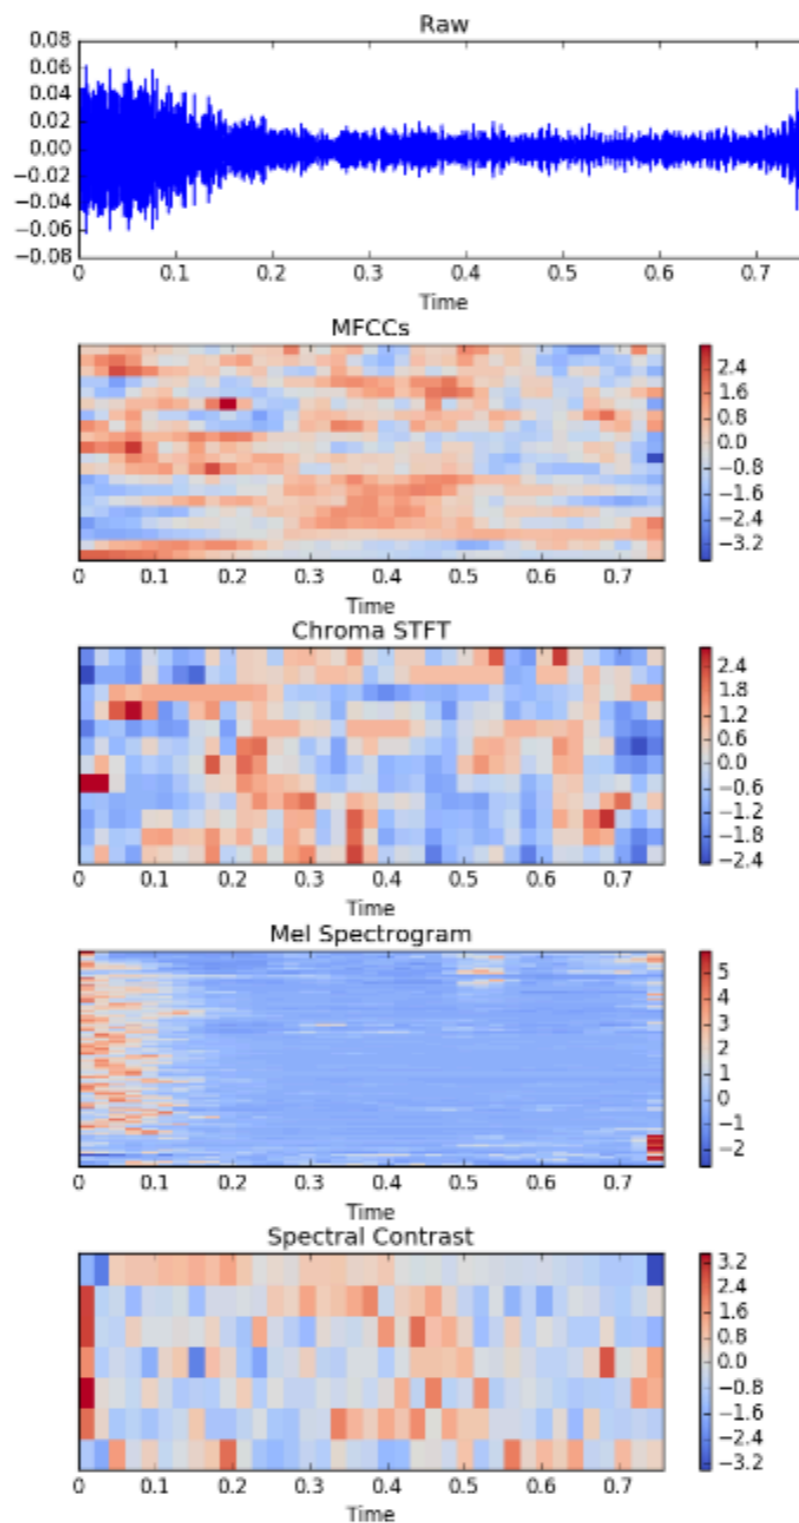 Raw
0.08
0.06
0.04
0.02
0.00
−0.02
−0.04
−0.06
−0.08
0 0.1 0.2 0.3 0.4 0.5 0.6 0.7
Time
MFCCs
2.4
1.6
0.8
0.0
−0.8
−1.6
−2.4
−3.2
0 0.1 0.2 0.3 0.4 0.5 0.6 0.7
Time
Chroma STFT
2.4
1.8
1.2
0.6
0.0
−0.6
−1.2
−1.8
−2.4
0 0.1 0.2 0.3 0.4 0.5 0.6 0.7
Time
Mel Spectrogram
5
4
3
2
1
0
−1
−2
0 0.1 0.2 0.3 0.4 0.5 0.6 0.7
Time
Spectral Contrast
3.2
2.4
1.6
0.8
0.0
−0.8
−1.6
−2.4
−3.2
0 0.1 0.2 0.3 0.4 0.5 0.6 0.7
Time